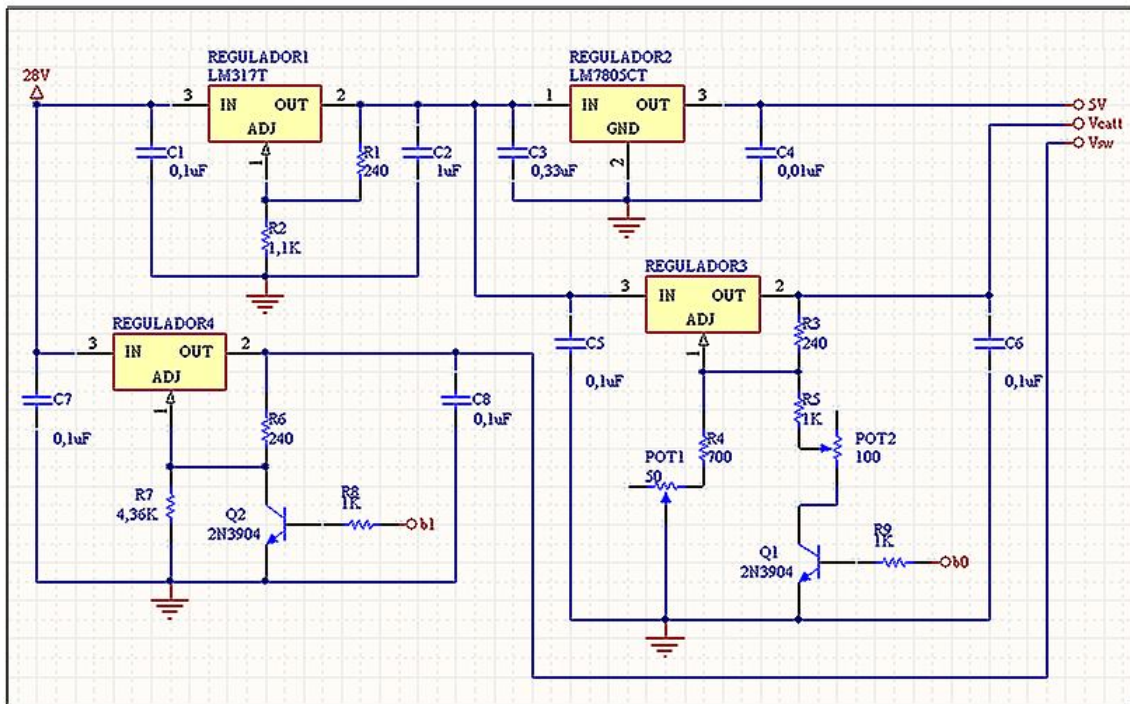 REGULADOR1
LM317T
REGULADOR2
LM7805CT
28V
3
IN
OUT
2
ADJ
1
1
IN
OUT
3
GND
2
5V
Vcatt
Vsw
C1
0,1uF
R1
240
C2
1uF
C3
0,33uF
C4
0,01uF
R2
1,1K
REGULADOR3
3
IN
OUT
2
ADJ
1
REGULADOR4
3
IN
OUT
2
ADJ
1
R3
240
C5
0,1uF
C6
0,1uF
C7
0,1uF
C8
0,1uF
R6
240
R5
1K
R4
700
POT1
50
POT2
100
R7
4,36K
Q2
2N3904
R8
1K
b1
Q1
2N3904
R9
1K
b0